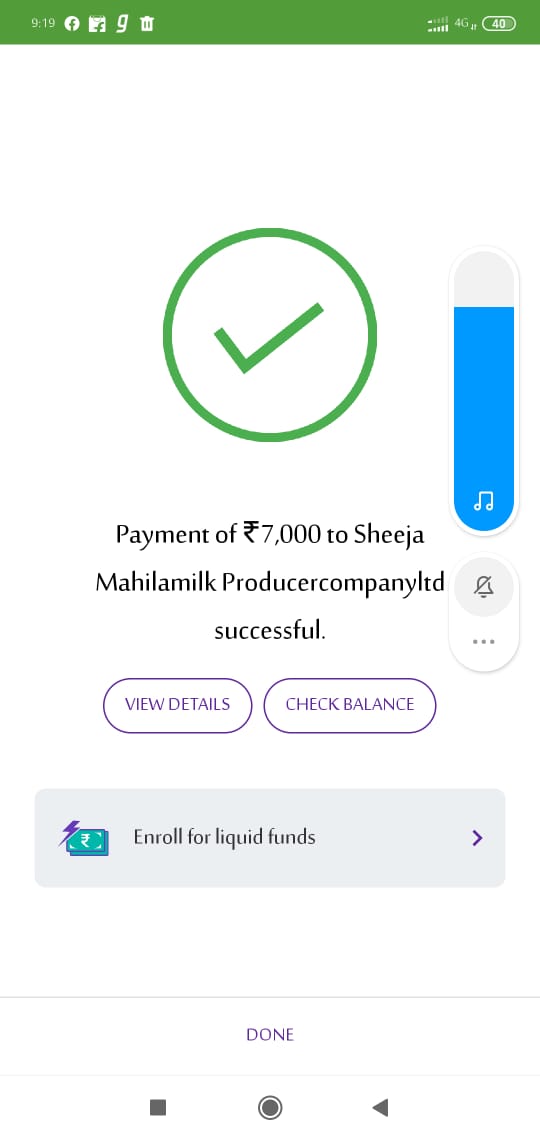 9:19
4G
40
Payment of ₹7,000 to Sheeja
Mahilamilk Producercompanyltd
successful.
VIEW DETAILS
CHECK BALANCE
Enroll for liquid funds
DONE